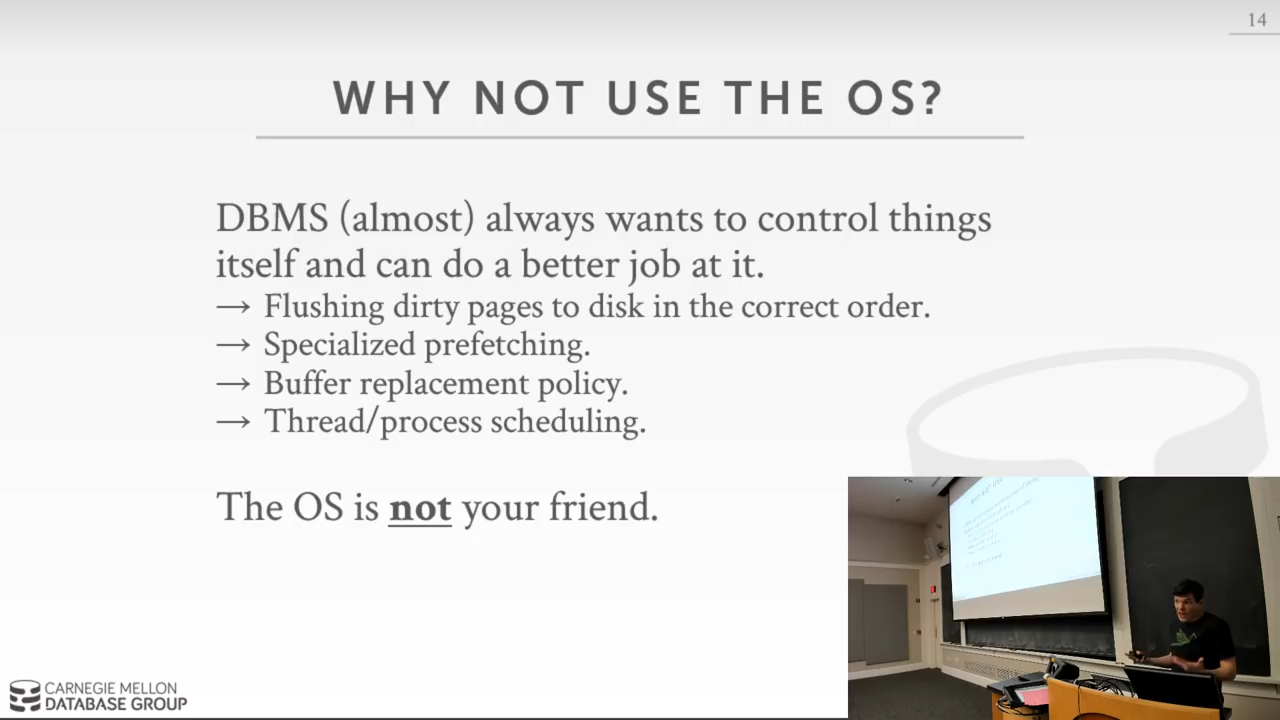 14
WHY NOT USE THE OS?
DBMS (almost) always wants to control things
itself and can do a better job at it.
→ Flushing dirty pages to disk in the correct order.
→ Specialized prefetching.
→ Buffer replacement policy.
→ Thread/process scheduling.
The OS is not your friend.
CARNEGIE MELLON
DATABASE GROUP